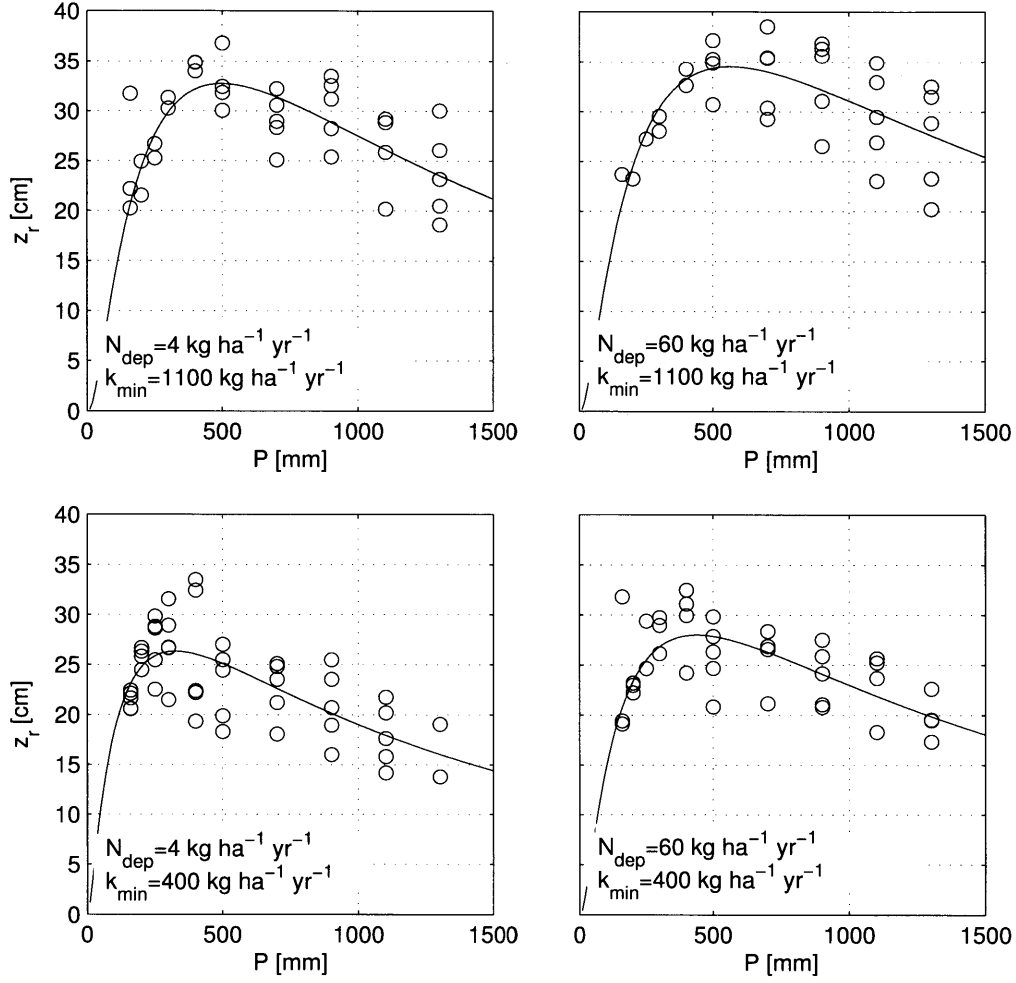 40
35
30
25
20
15
10
5
0
z_r [cm]
N_dep=4 kg ha⁻¹ yr⁻¹
k_min=1100 kg ha⁻¹ yr⁻¹
0 500 1000 1500
P [mm]
N_dep=60 kg ha⁻¹ yr⁻¹
k_min=1100 kg ha⁻¹ yr⁻¹
0 500 1000 1500
P [mm]
40
35
30
25
20
15
10
5
0
z_r [cm]
N_dep=4 kg ha⁻¹ yr⁻¹
k_min=400 kg ha⁻¹ yr⁻¹
0 500 1000 1500
P [mm]
N_dep=60 kg ha⁻¹ yr⁻¹
k_min=400 kg ha⁻¹ yr⁻¹
0 500 1000 1500
P [mm]